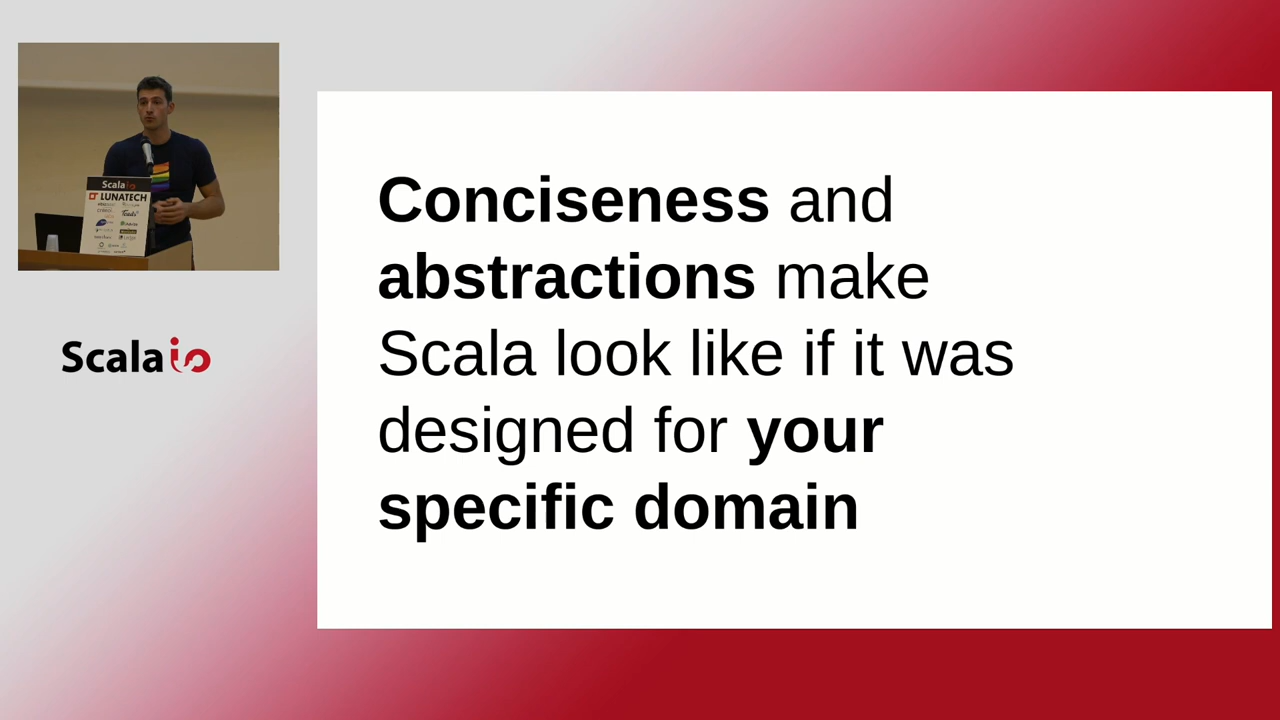 Scala io
LUNATECH
Scala io
Conciseness and
abstractions make
Scala look like if it was
designed for your
specific domain